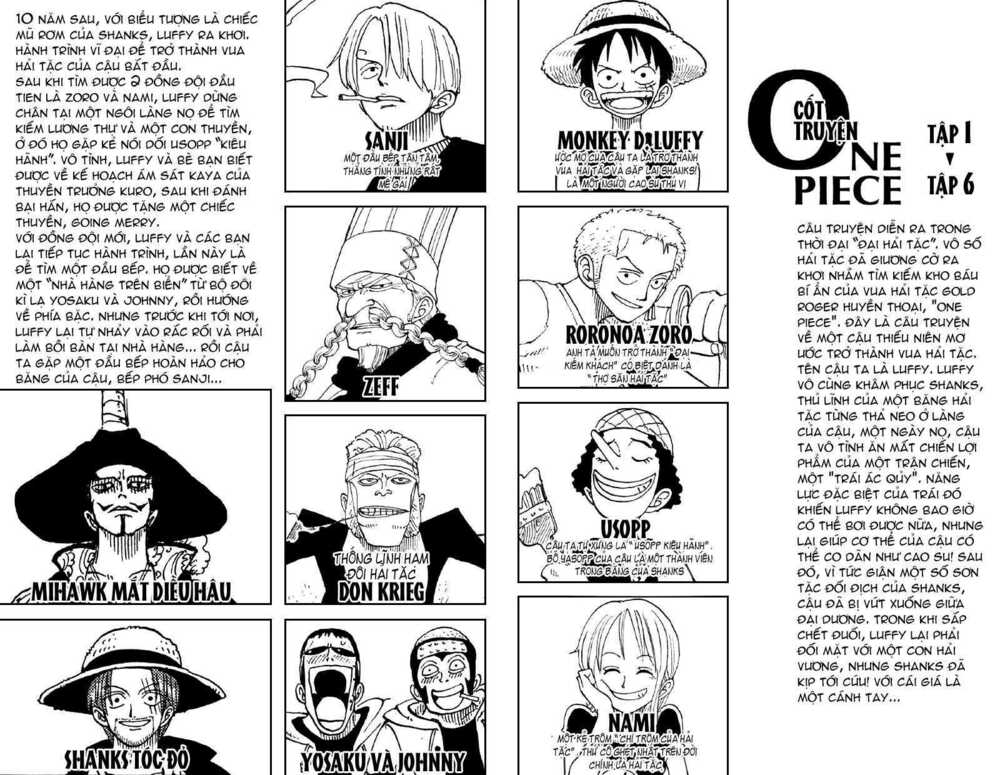 ONE PIECE
CỐT TRUYỆN
TẬP 1
TẬP 6
CÂU TRUYỆN DIỄN RA TRONG
THỜI ĐẠI "ĐẠI HẢI TẶC". VÔ SỐ
HẢI TẶC ĐÃ GIƯƠNG CỜ RA
KHƠI NHẰM TÌM KIẾM KHO BÁU
BÍ ẨN CỦA VUA HẢI TẶC GOLD
ROGER HUYỀN THOẠI, "ONE
PIECE". ĐÂY LÀ CÂU TRUYỆN
VỀ MỘT CẬU THIẾU NIÊN MƠ
ƯỚC TRỞ THÀNH VUA HẢI TẶC.
TÊN CẬU TA LÀ LUFFY. LUFFY
VÔ CÙNG KHÂM PHỤC SHANKS,
THỦ LĨNH CỦA MỘT BĂNG HẢI
TẶC TỪNG THẢ NEO Ở LÀNG
CỦA CẬU, MỘT NGÀY NỌ, CẬU
TA VÔ TÌNH ĂN MẤT CHIẾN LỢI
PHẨM CỦA MỘT TRẬN CHIẾN,
MỘT "TRÁI ÁC QỦY". NĂNG
LỰC ĐẶC BIỆT CỦA TRÁI ĐÓ
KHIẾN LUFFY KHÔNG BAO GIỜ
CÓ THỂ BƠI ĐƯỢC NỮA, NHƯNG
LẠI GIÚP CƠ THỂ CỦA CẬU CÓ
THỂ CO DÃN NHƯ CAO SU! SAU
ĐÓ, VÌ TỨC GIẬN MỘT SỐ SƠN
TẶC ĐỐI ĐỊCH CỦA SHANKS,
CẬU ĐÃ BỊ VỨT XUỐNG GIỮA
ĐẠI DƯƠNG. TRONG KHI SẮP
CHẾT ĐUỐI, LUFFY LẠI PHẢI
ĐỐI MẶT VỚI MỘT CON HẢI
VƯƠNG, NHƯNG SHANKS ĐÃ
KỊP TỚI CỨU! VỚI CÁI GIÁ LÀ
MỘT CÁNH TAY...
MONKEY D. LUFFY
ƯỚC MƠ CỦA CẬU TA LÀ TRỞ THÀNH
VUA HẢI TẶC VÀ GẶP LẠI SHANKS!
LÀ MỘT NGƯỜI CAO SU THÚ VỊ
RORONOA ZORO
ANH TA MUỐN TRỞ THÀNH "ĐẠI
KIẾM KHÁCH" CÓ BIỆT DANH LÀ
"THỢ SĂN HẢI TẶC"
USOPP
CẬU TA TỰ XƯNG LÀ "USOPP KIÊU HÃNH".
BỐ USOPP CỦA CẬU LÀ MỘT THÀNH VIÊN
TRONG BĂNG CỦA SHANKS
NAMI
MỘT KẺ TRỘM "CHỈ TRỘM CỦA HẢI
TẶC". THỨ CÔ GHÉT NHẤT TRÊN ĐỜI
CHÍNH LÀ HẢI TẶC
SANJI
MỘT ĐẦU BẾP TẬN TÂM,
THẲNG TÍNH NHƯNG RẤT
MÊ GÁI
ZEFF
THỐNG LĨNH HẠM
ĐỘI HẢI TẶC
DON KRIEG
YOSAKU VÀ JOHNNY
10 NĂM SAU, VỚI BIỂU TƯỢNG LÀ CHIẾC
MŨ RƠM CỦA SHANKS, LUFFY RA KHƠI.
HÀNH TRÌNH VĨ ĐẠI ĐỂ TRỞ THÀNH VUA
HẢI TẶC CỦA CẬU BẮT ĐẦU.
SAU KHI TÌM ĐƯỢC 2 ĐỒNG ĐỘI ĐẦU
TIÊN LÀ ZORO VÀ NAMI, LUFFY DỪNG
CHÂN TẠI MỘT NGÔI LÀNG NỌ ĐỂ TÌM
KIẾM LƯƠNG THỰC VÀ MỘT CON THUYỀN,
Ở ĐÓ HỌ GẶP KẺ NÓI DỐI USOPP "KIÊU
HÃNH". VÔ TÌNH, LUFFY VÀ BÈ BẠN BIẾT
ĐƯỢC VỀ KẾ HOẠCH ÁM SÁT KAYA CỦA
THUYỀN TRƯỞNG KURO, SAU KHI ĐÁNH
BẠI HẮN, HỌ ĐƯỢC TẶNG MỘT CHIẾC
THUYỀN, GOING MERRY.
VỚI ĐỒNG ĐỘI MỚI, LUFFY VÀ CÁC BẠN
LẠI TIẾP TỤC HÀNH TRÌNH, LẦN NÀY LÀ
ĐỂ TÌM MỘT ĐẦU BẾP. HỌ ĐƯỢC BIẾT VỀ
MỘT "NHÀ HÀNG TRÊN BIỂN" TỪ BỘ ĐÔI
KÌ LẠ YOSAKU VÀ JOHNNY, RỒI HƯỚNG
VỀ PHÍA BẮC. NHƯNG TRƯỚC KHI TỚI NƠI,
LUFFY LẠI TỰ NHẢY VÀO RẮC RỐI VÀ PHẢI
LÀM BỒI BÀN TẠI NHÀ HÀNG... RỒI CẬU
TA GẶP MỘT ĐẦU BẾP HOÀN HẢO CHO
BĂNG CỦA CẬU, BẾP PHÓ SANJI...
MIHAWK MẮT DIỀU HÂU
SHANKS TÓC ĐỎ